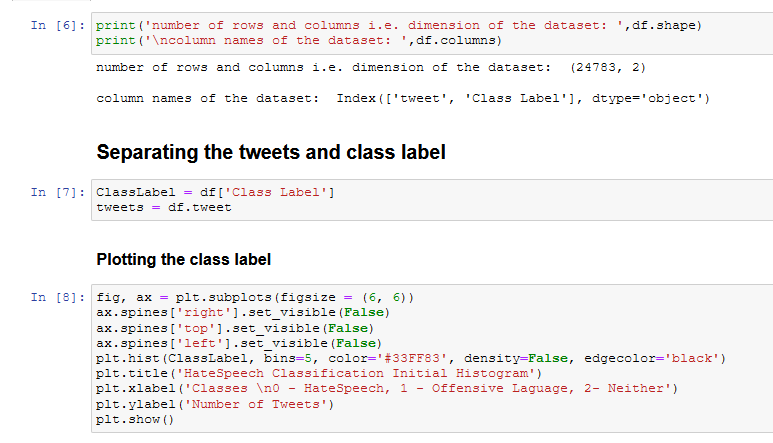 In [6]: print('number of rows and columns i.e. dimension of the dataset: ',df.shape)
print('\ncolumn names of the dataset: ',df.columns)
number of rows and columns i.e. dimension of the dataset:  (24783, 2)
column names of the dataset:  Index(['tweet', 'Class Label'], dtype='object')
Separating the tweets and class label
In [7]: ClassLabel = df['Class Label']
tweets = df.tweet
Plotting the class label
In [8]: fig, ax = plt.subplots(figsize = (6, 6))
ax.spines['right'].set_visible(False)
ax.spines['top'].set_visible(False)
ax.spines['left'].set_visible(False)
plt.hist(ClassLabel, bins=5, color='#33FF83', density=False, edgecolor='black')
plt.title('HateSpeech Classification Initial Histogram')
plt.xlabel('Classes \n0 - HateSpeech, 1 - Offensive Laguage, 2- Neither')
plt.ylabel('Number of Tweets')
plt.show()